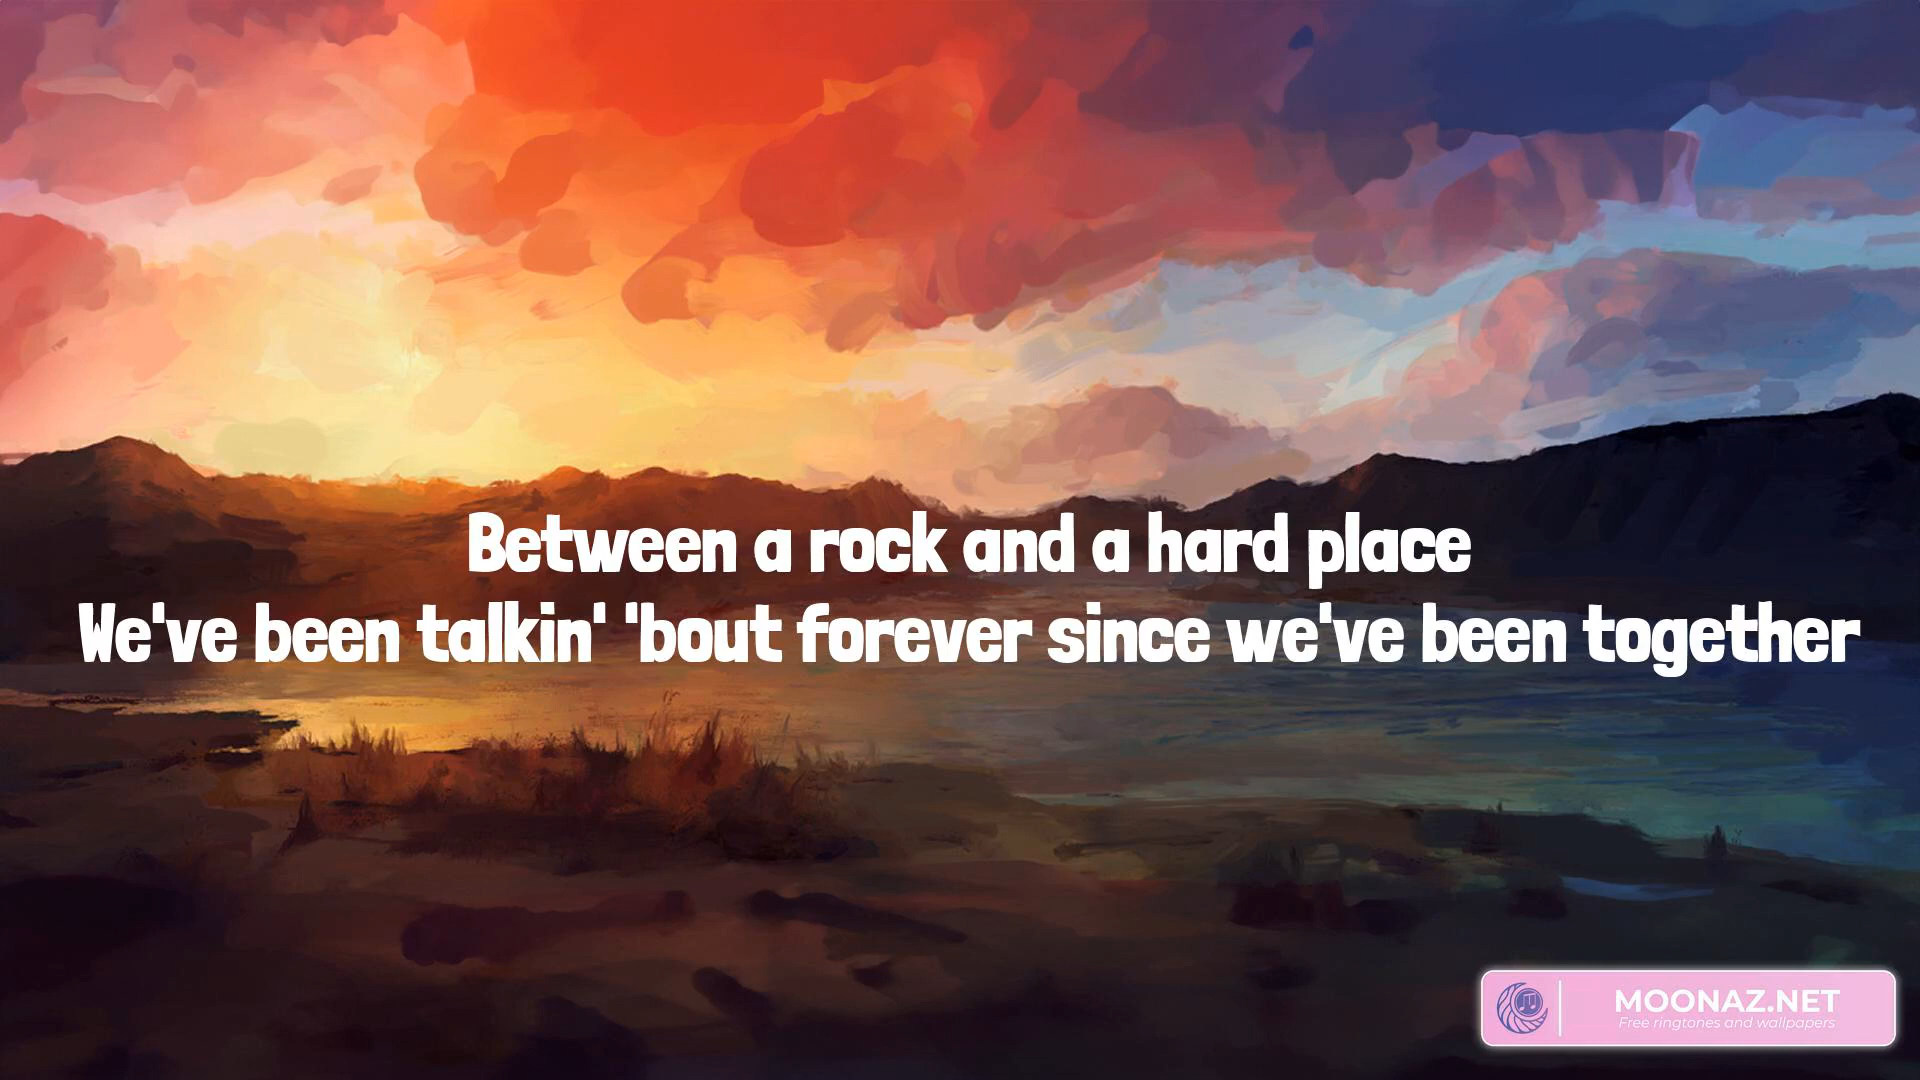 Between a rock and a hard place
We've been talkin' 'bout forever since we've been together
MOONAZ.NET
Free ringtones and wallpapers